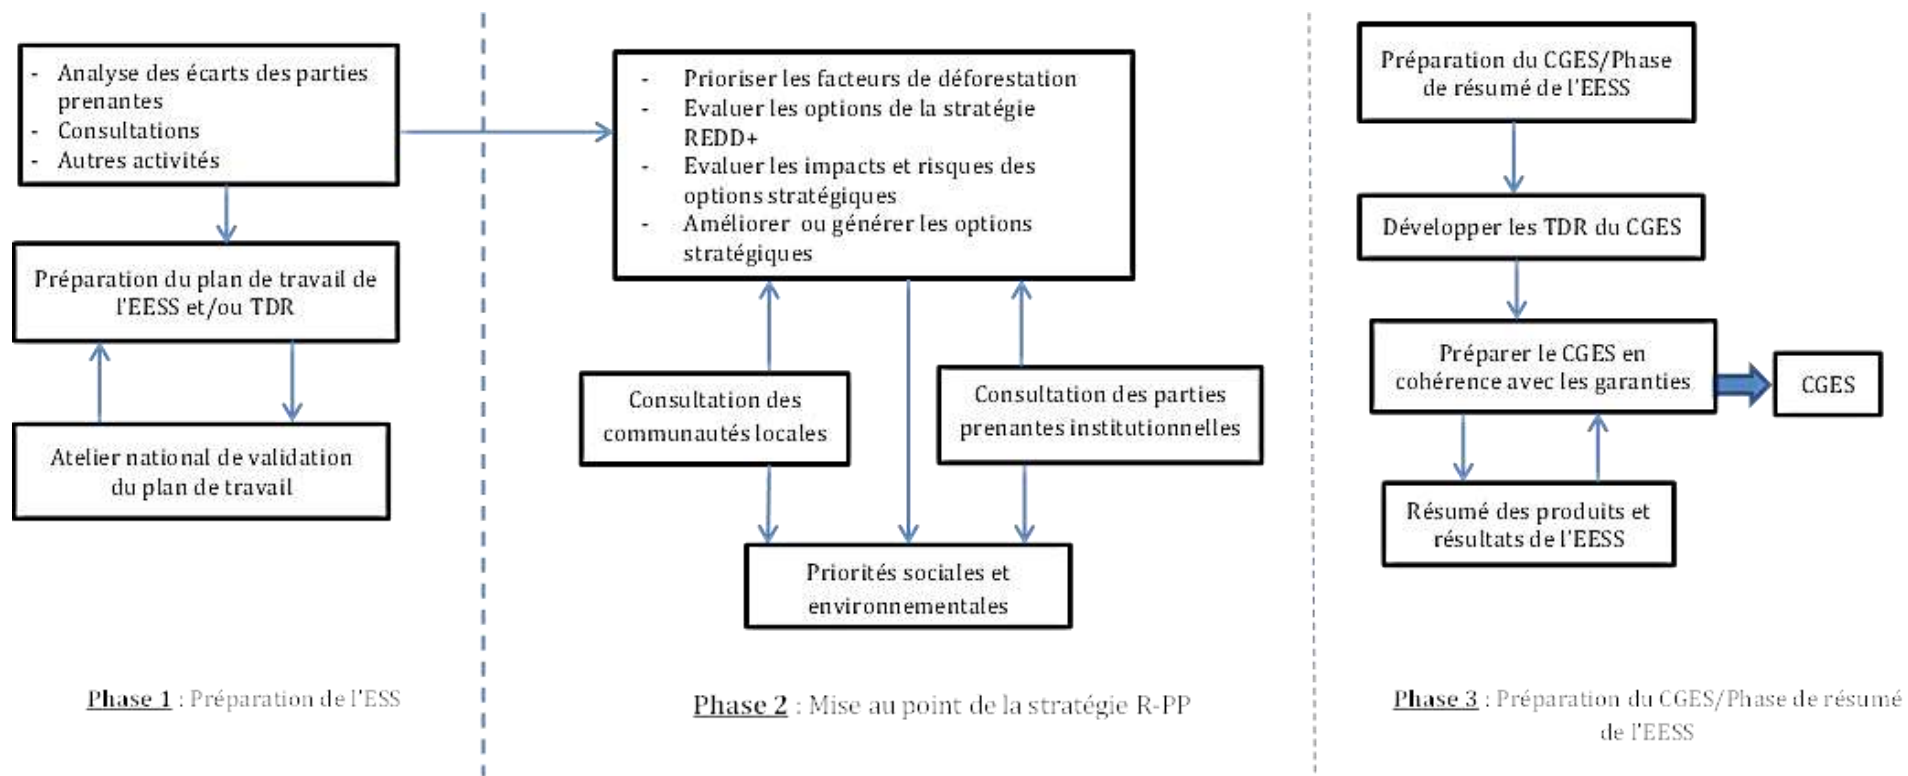 - Analyse des écarts des parties
prenantes
- Consultations
- Autres activités
Préparation du plan de travail de
l'EESS et/ou TDR
Atelier national de validation
du plan de travail
Phase 1 : Préparation de l'ESS
- Prioriser les facteurs de déforestation
- Evaluer les options de la stratégie
REDD+
- Evaluer les impacts et risques des
options stratégiques
- Améliorer ou générer les options
stratégiques
Consultation des
communautés locales
Consultation des parties
prenantes institutionnelles
Priorités sociales et
environnementales
Phase 2 : Mise au point de la stratégie R-PP
Préparation du CGES/Phase
de résumé de l'EESS
Développer les TDR du CGES
Préparer le CGES en
cohérence avec les garanties
CGES
Résumé des produits et
résultats de l'EESS
Phase 3 : Préparation du CGES/Phase de résumé
de l'EESS